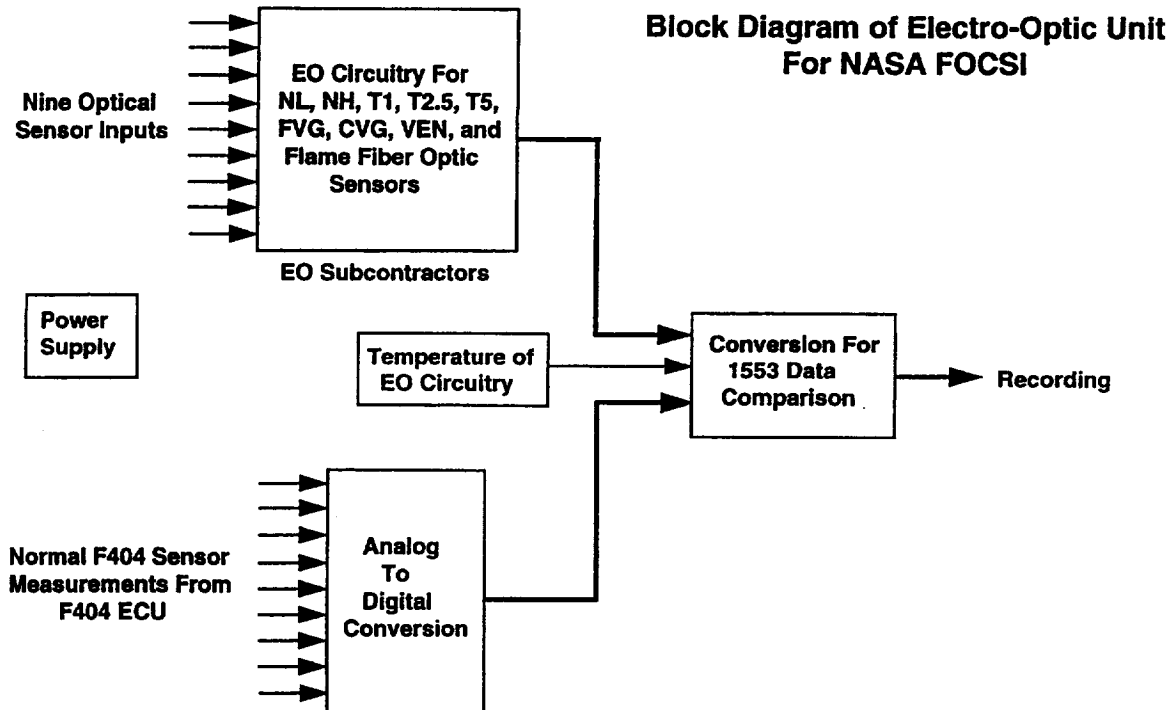 Block Diagram of Electro-Optic Unit
For NASA FOCSI
Nine Optical
Sensor Inputs
EO Circuitry For
NL, NH, T1, T2.5, T5,
FVG, CVG, VEN, and
Flame Fiber Optic
Sensors
EO Subcontractors
Power
Supply
Temperature of
EO Circuitry
Conversion For
1553 Data
Comparison
Recording
Normal F404 Sensor
Measurements From
F404 ECU
Analog
To
Digital
Conversion